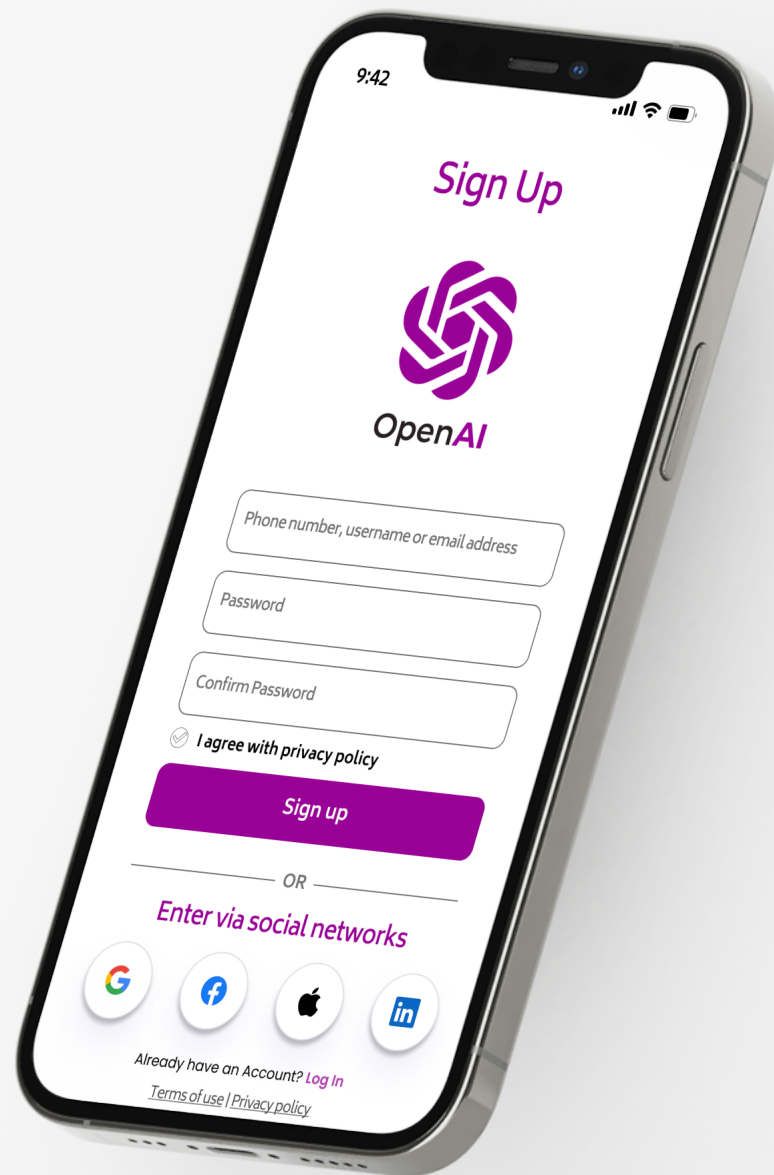 9:42
Sign Up
OpenAI
Phone number, username or email address
Password
Confirm Password
I agree with privacy policy
Sign up
OR
Enter via social networks
G
f
in
Already have an Account? Log In
Terms of use | Privacy policy